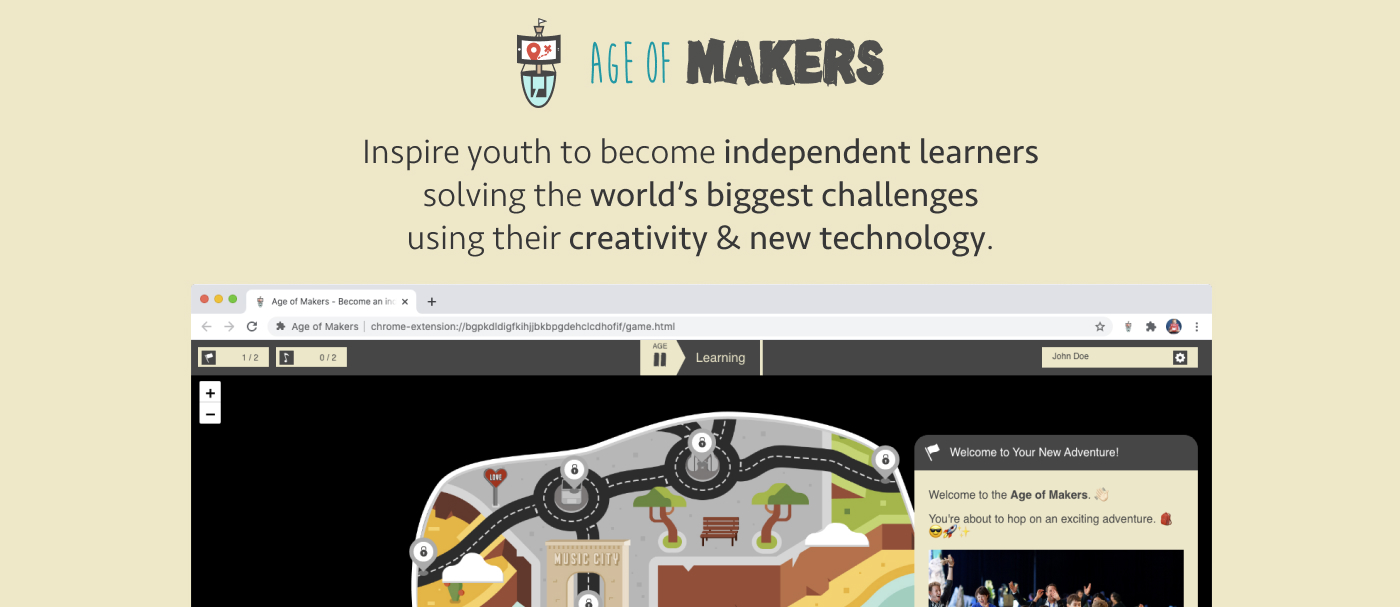 AGE OF MAKERS
Inspire youth to become independent learners
solving the world's biggest challenges
using their creativity & new technology.
Age of Makers - Become an in
Age of Makers | chrome-extension://bgpkdldigfkihjjbkbpgdehclcdhofif/game.html
1 / 2
0 / 2
AGE
II
Learning
John Doe
+
−
Welcome to Your New Adventure!
LOVE
Welcome to the Age of Makers. 👏🏻
You're about to hop on an exciting adventure. 🎒
😎🚀✨
MUSIC CITY